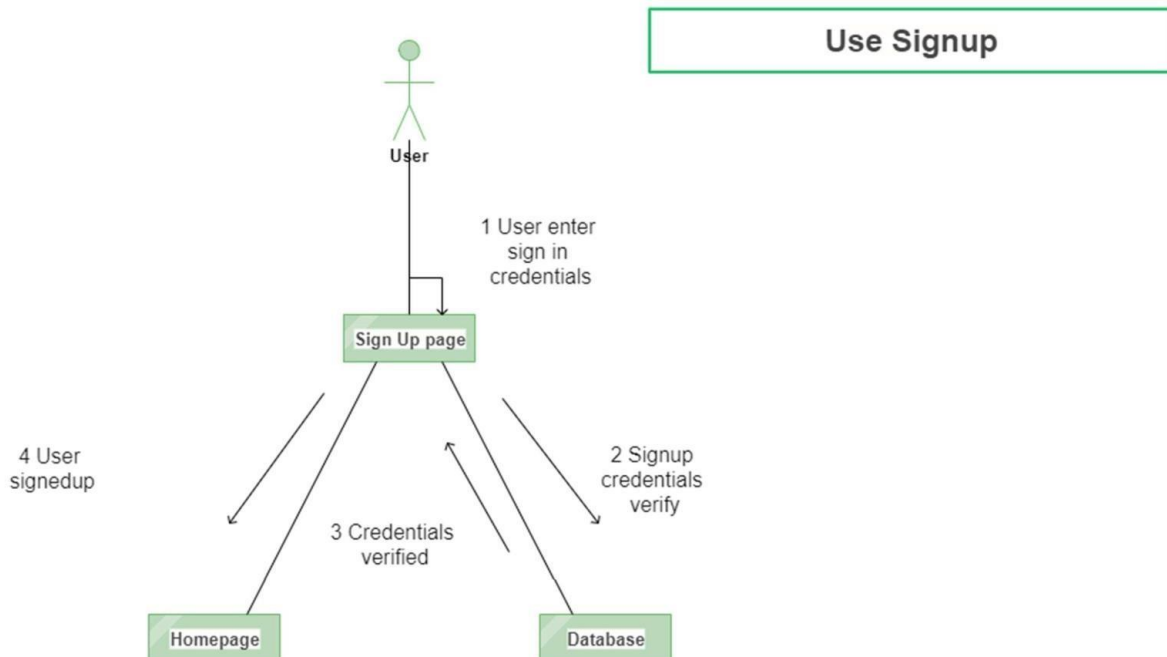 Use Signup
User
1 User enter
sign in
credentials
Sign Up page
4 User
signedup
2 Signup
credentials
verify
3 Credentials
verified
Homepage
Database